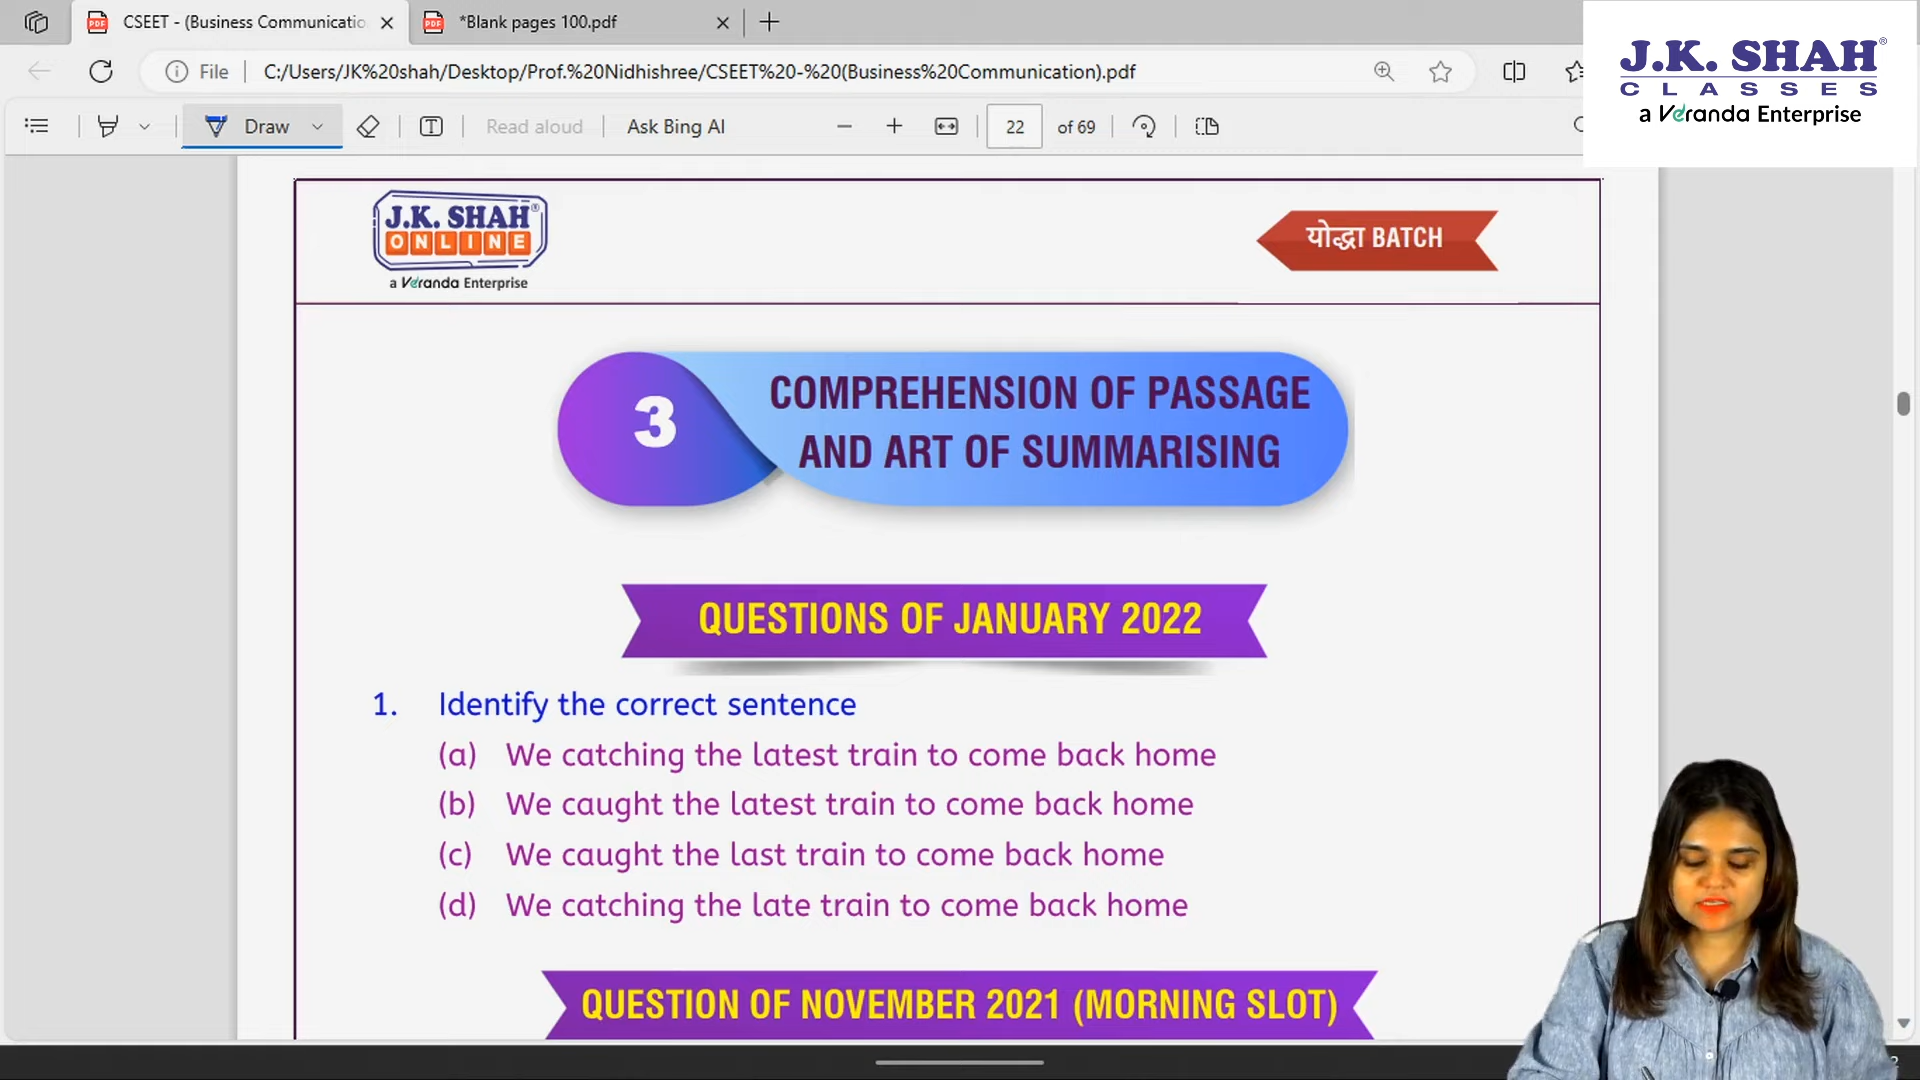 CSEET - (Business Communicatio
*Blank pages 100.pdf
File
C:/Users/JK%20shah/Desktop/Prof.%20Nidhishree/CSEET%20-%20(Business%20Communication).pdf
J.K. SHAH®
CLASSES
a Veranda Enterprise
Draw
Read aloud
Ask Bing AI
22
of 69
J.K. SHAH®
ONLINE
a Veranda Enterprise
योद्धा BATCH
3
COMPREHENSION OF PASSAGE
AND ART OF SUMMARISING
QUESTIONS OF JANUARY 2022
1. Identify the correct sentence
(a) We catching the latest train to come back home
(b) We caught the latest train to come back home
(c) We caught the last train to come back home
(d) We catching the late train to come back home
QUESTION OF NOVEMBER 2021 (MORNING SLOT)